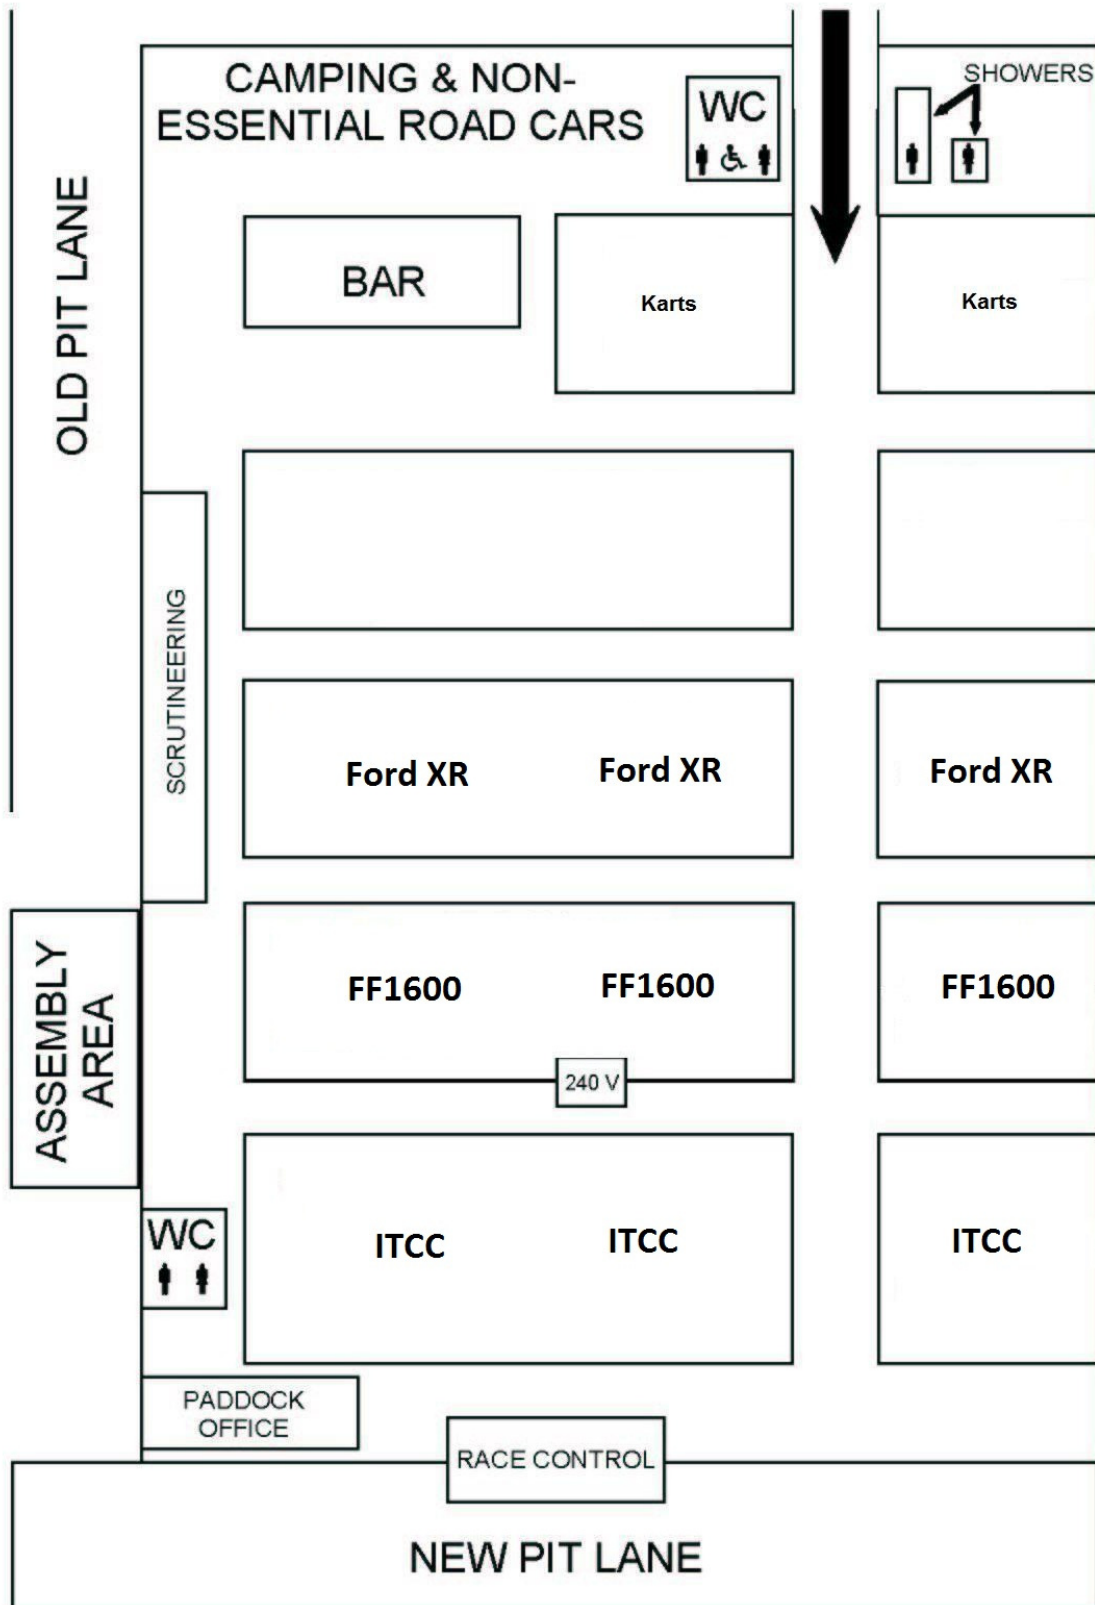 CAMPING & NON-
ESSENTIAL ROAD CARS
WC
SHOWERS
OLD PIT LANE
BAR
Karts
Karts
SCRUTINEERING
Ford XR
Ford XR
Ford XR
ASSEMBLY
AREA
FF1600
FF1600
FF1600
240 V
WC
ITCC
ITCC
ITCC
PADDOCK
OFFICE
RACE CONTROL
NEW PIT LANE